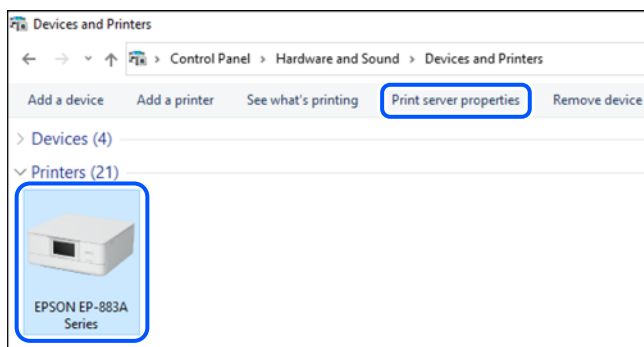 Devices and Printers
Control Panel > Hardware and Sound > Devices and Printers
Add a device Add a printer See what's printing Print server properties Remove device
Devices (4)
Printers (21)
EPSON EP-883A
Series